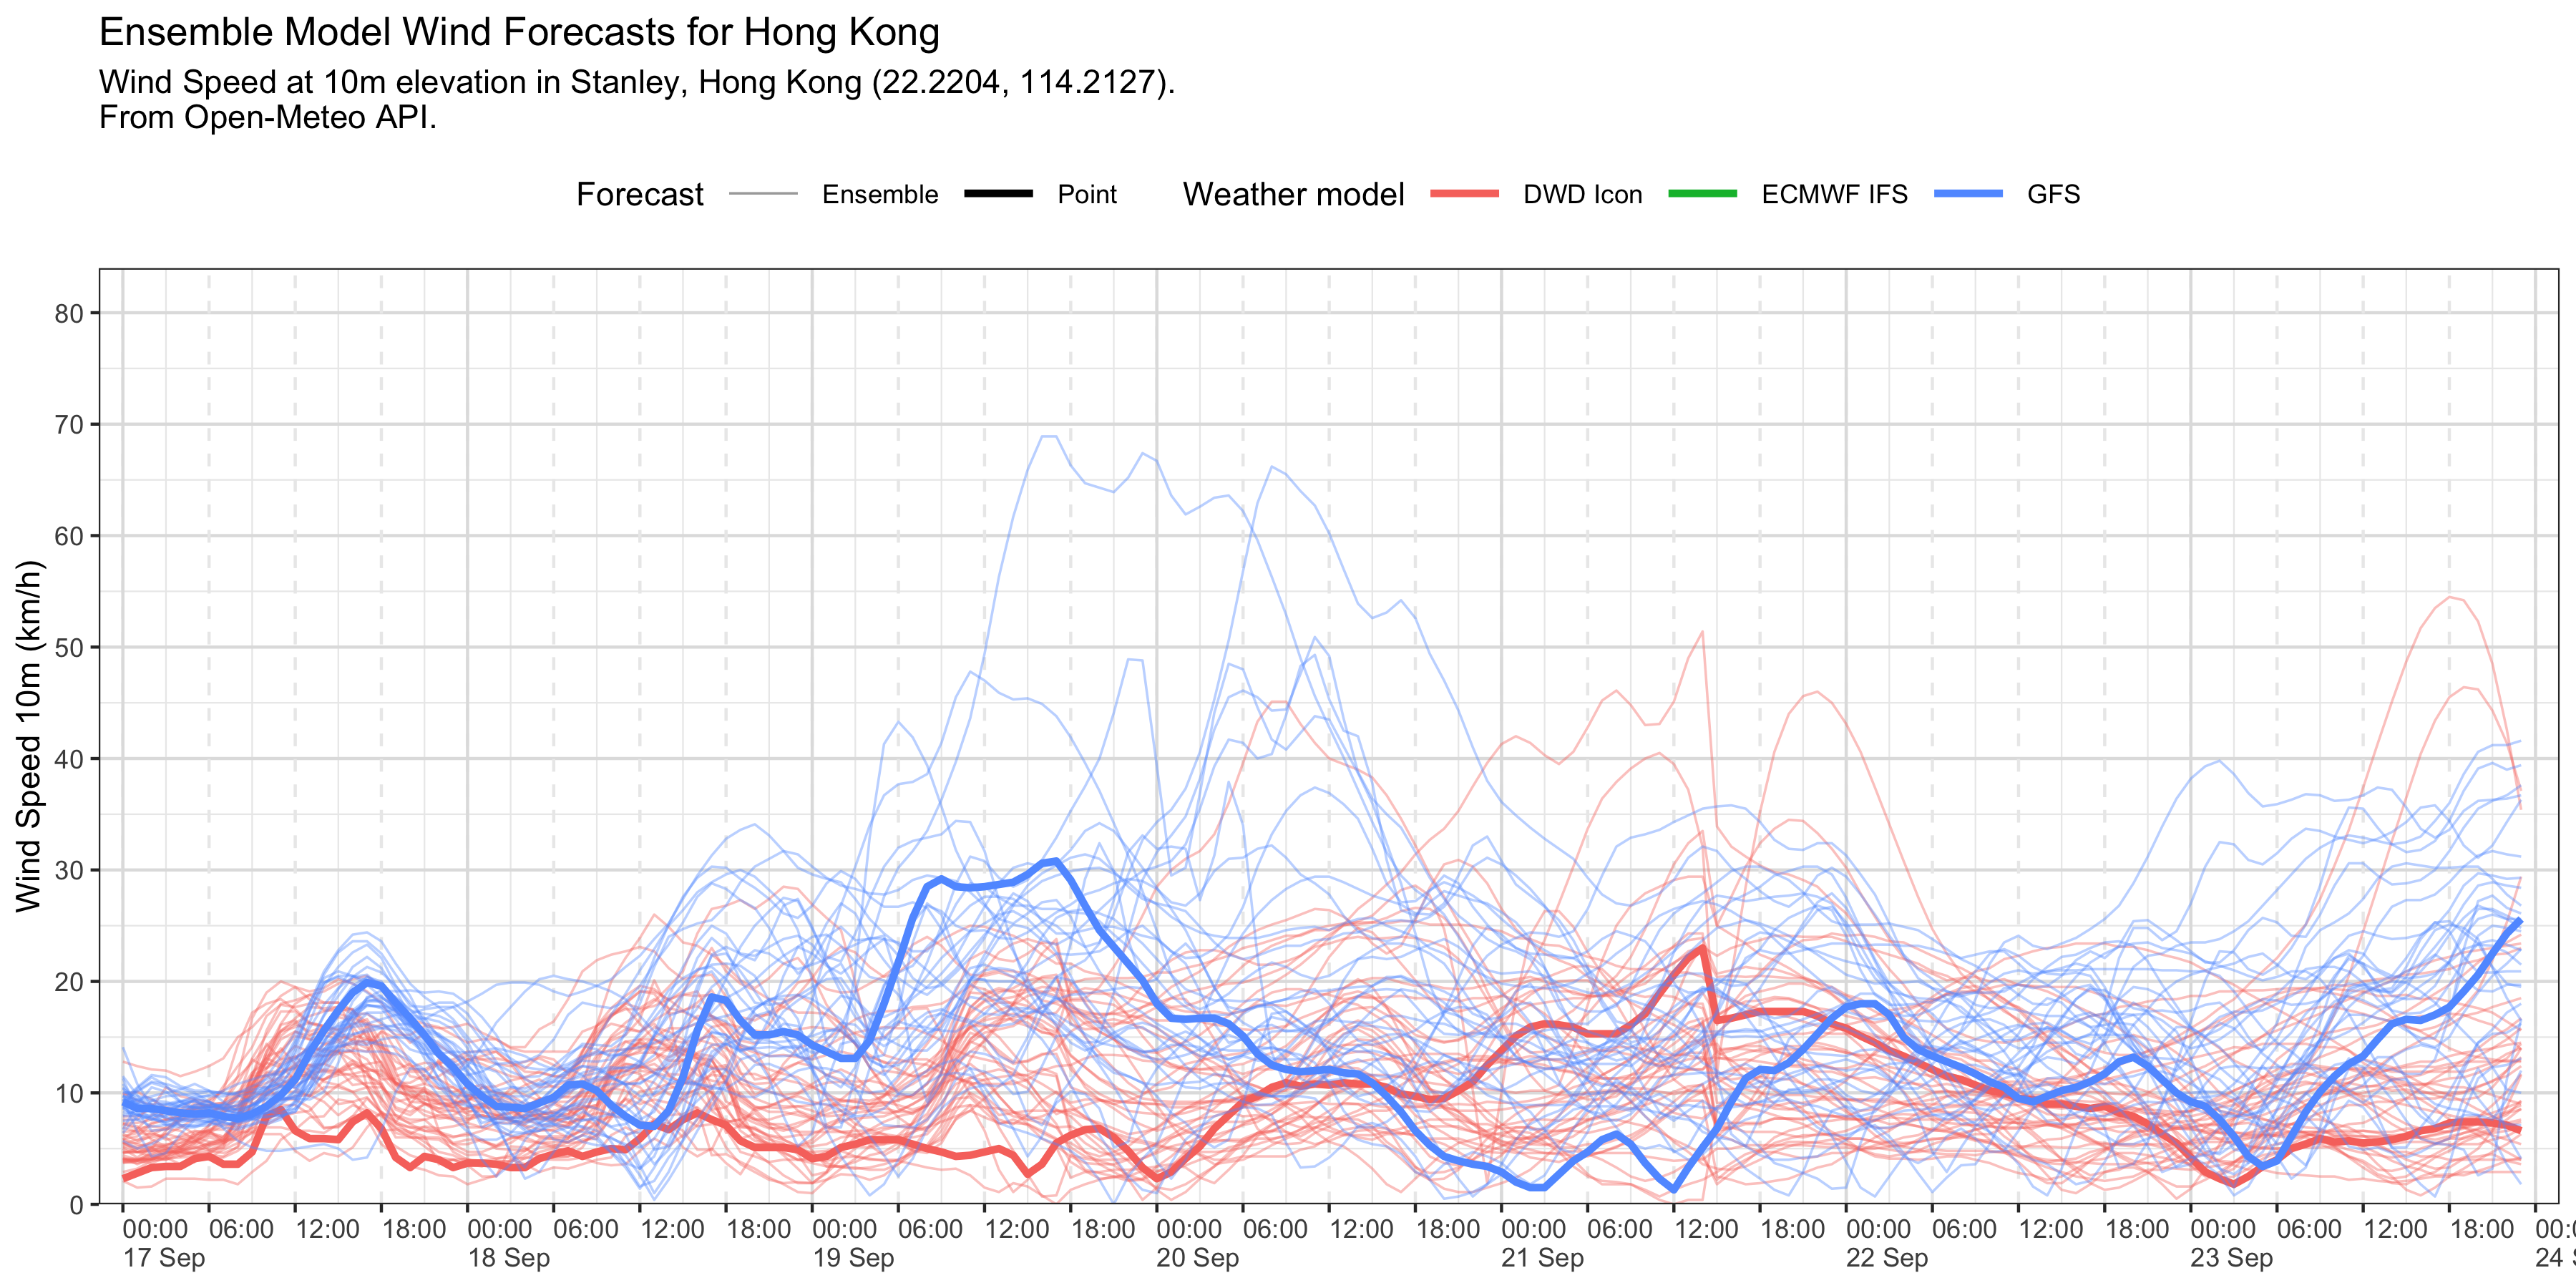 Ensemble Model Wind Forecasts for Hong Kong
Wind Speed at 10m elevation in Stanley, Hong Kong (22.2204, 114.2127).
From Open-Meteo API.
Forecast Ensemble Point Weather model DWD Icon ECMWF IFS GFS
Wind Speed 10m (km/h)
80
70
60
50
40
30
20
10
0
00:00 06:00 12:00 18:00 00:00 06:00 12:00 18:00 00:00 06:00 12:00 18:00 00:00 06:00 12:00 18:00 00:00 06:00 12:00 18:00 00:00 06:00 12:00 18:00 00:00 06:00 12:00 18:00 00:0
17 Sep 18 Sep 19 Sep 20 Sep 21 Sep 22 Sep 23 Sep 24 S